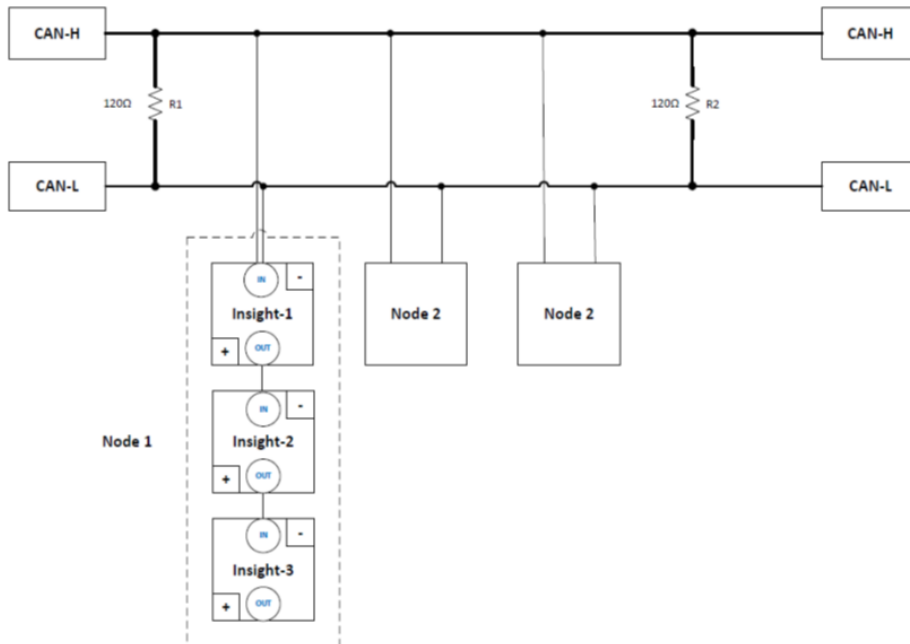 CAN-H
CAN-H
120Ω
R1
120Ω
R2
CAN-L
CAN-L
IN
-
Insight-1
+
OUT
Node 2
Node 2
IN
-
Node 1
Insight-2
+
OUT
IN
-
Insight-3
+
OUT